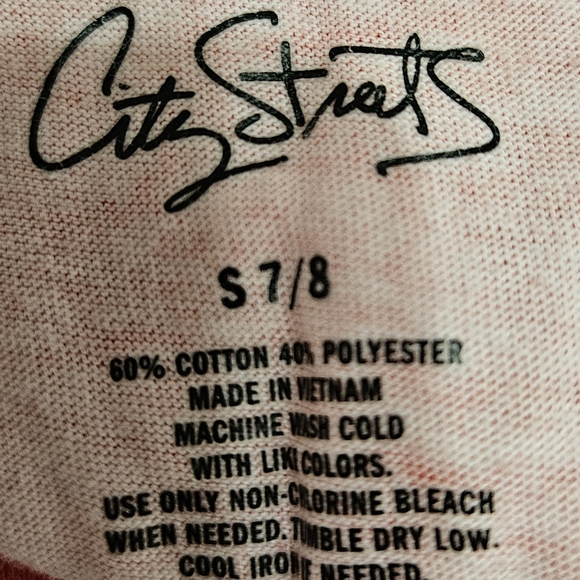 City Streets
S 7/8
60% COTTON 40% POLYESTER
MADE IN VIETNAM
MACHINE WASH COLD
WITH LIKE COLORS.
USE ONLY NON-CHLORINE BLEACH
WHEN NEEDED. TUMBLE DRY LOW.
COOL IRON IF NEEDED.